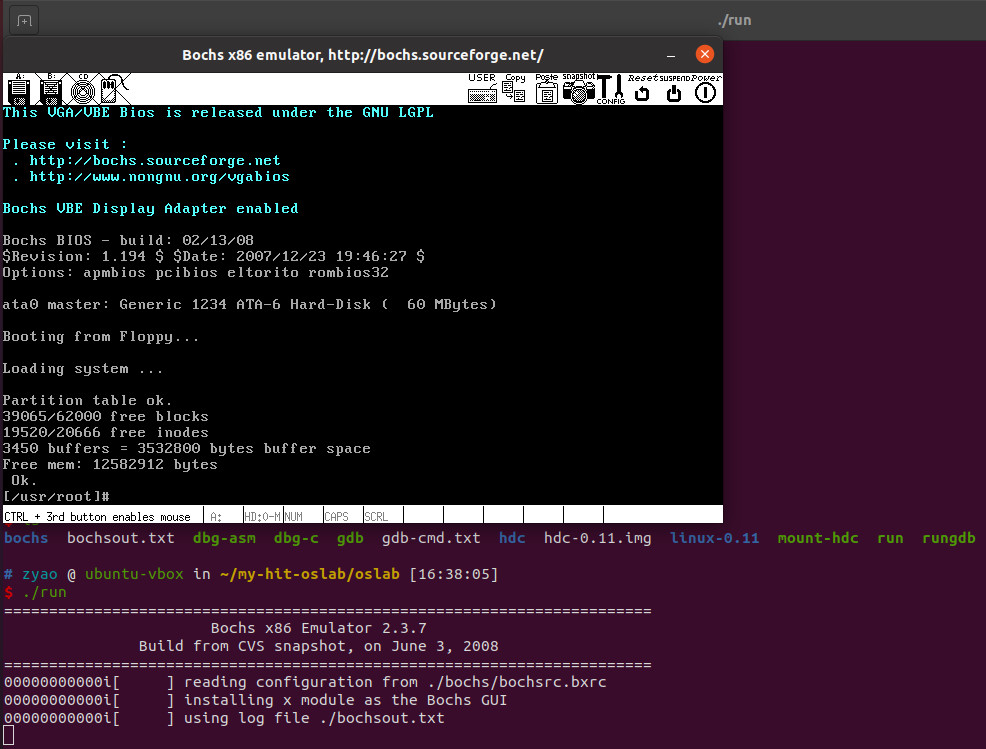 ./run
Bochs x86 emulator, http://bochs.sourceforge.net/
A: B: CD USER Copy Paste snapshot CONFIG Reset SUSPEND Power
This VGA/VBE Bios is released under the GNU LGPL
Please visit :
. http://bochs.sourceforge.net
. http://www.nongnu.org/vgabios
Bochs VBE Display Adapter enabled
Bochs BIOS - build: 02/13/08
$Revision: 1.194 $ $Date: 2007/12/23 19:46:27 $
Options: apmbios pcibios eltorito rombios32
ata0 master: Generic 1234 ATA-6 Hard-Disk (  60 MBytes)
Booting from Floppy...
Loading system ...
Partition table ok.
39065/62000 free blocks
19520/20666 free inodes
3450 buffers = 3532800 bytes buffer space
Free mem: 12582912 bytes
Ok.
[/usr/root]#
CTRL + 3rd button enables mouse A: HD:0-M NUM CAPS SCRL
bochs bochsout.txt dbg-asm dbg-c gdb gdb-cmd.txt hdc hdc-0.11.img linux-0.11 mount-hdc run rungdb
# zyao @ ubuntu-vbox in ~/my-hit-oslab/oslab [16:38:05]
$ ./run
========================================================================
Bochs x86 Emulator 2.3.7
Build from CVS snapshot, on June 3, 2008
========================================================================
00000000000i[     ] reading configuration from ./bochs/bochsrc.bxrc
00000000000i[     ] installing x module as the Bochs GUI
00000000000i[     ] using log file ./bochsout.txt